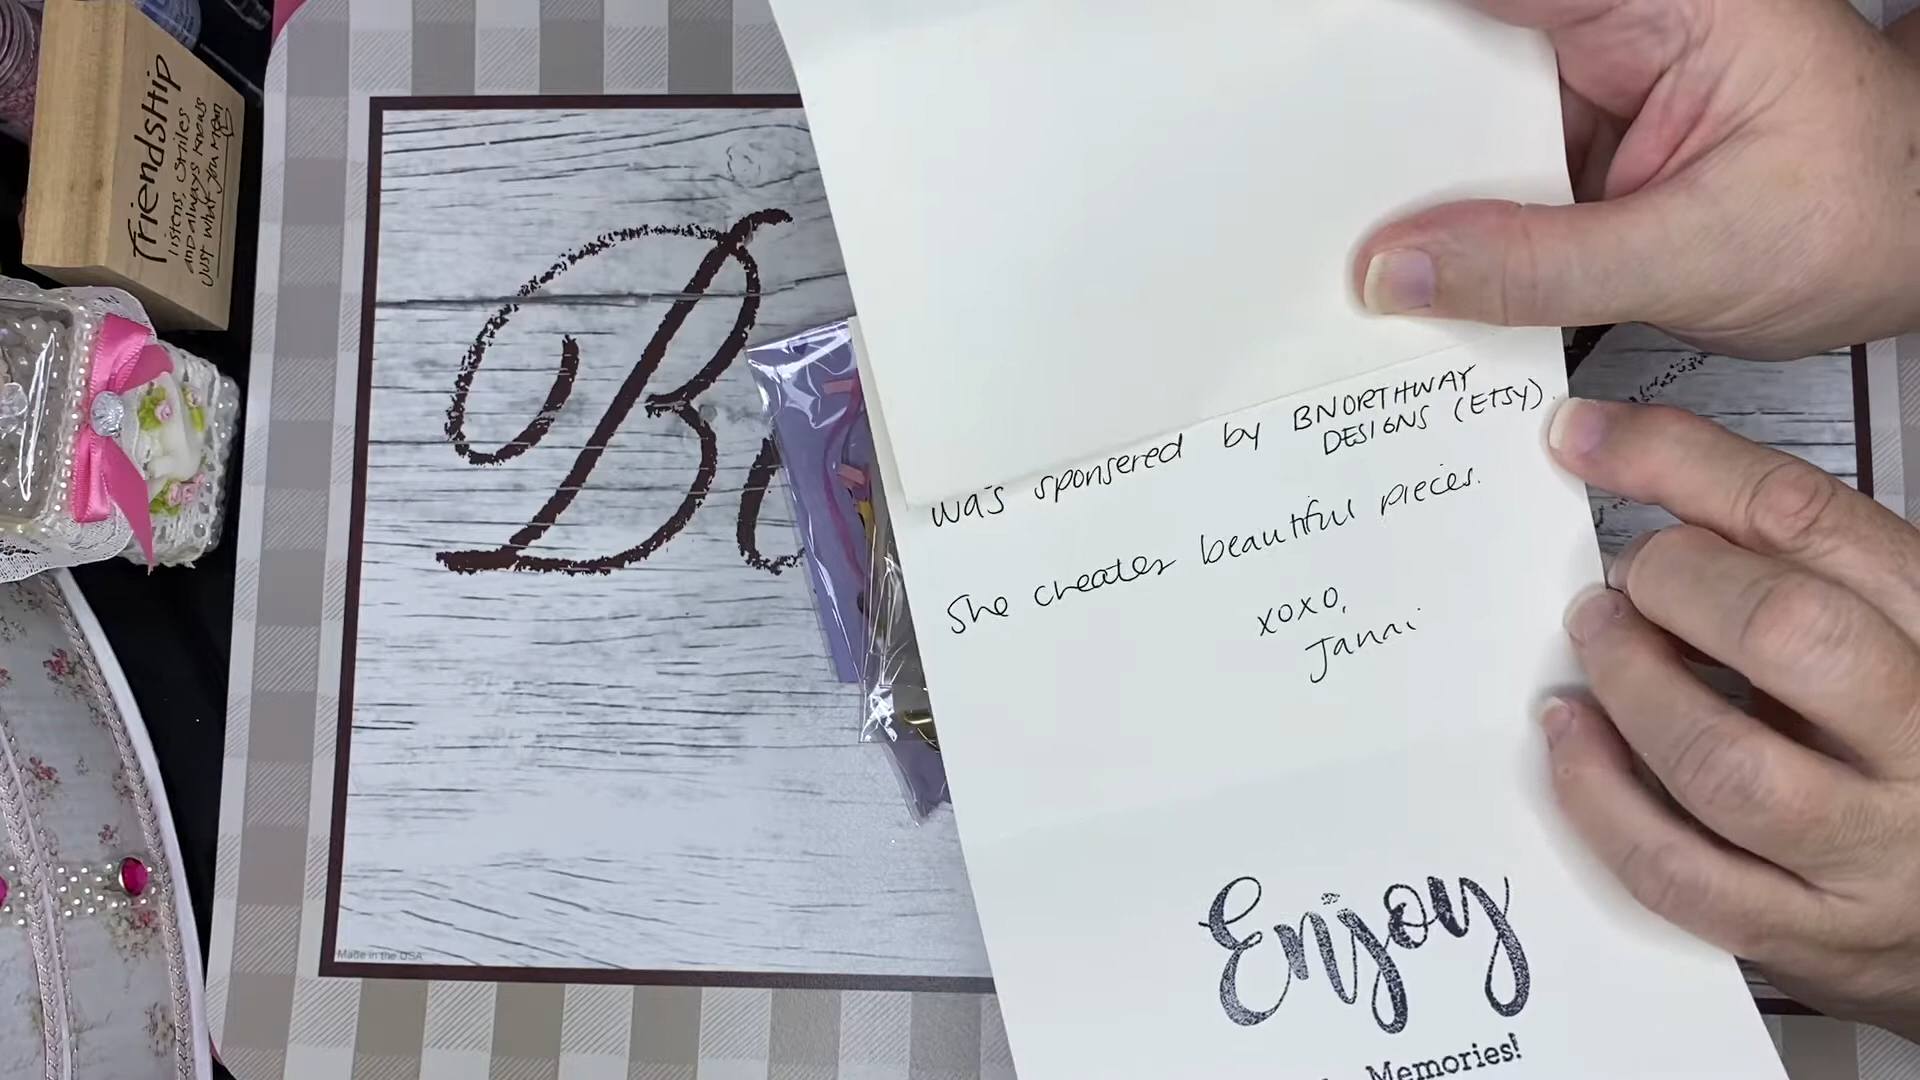 Friendship
listens, smiles
and always knows
just what you mean
B
Made in the USA
was sponsered by BNORTHWAY
DESIGNS (ETSY).
She creates beautiful pieces.
xoxo,
Janai
Enjoy
Memories!